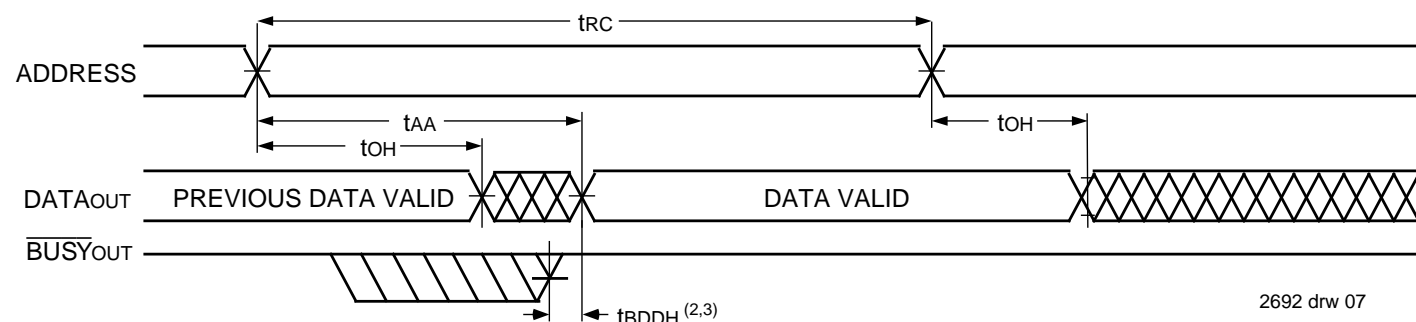 tRC
ADDRESS
tAA
tOH
tOH
DATAOUT
PREVIOUS DATA VALID
DATA VALID
BUSYOUT
tBDDH (2,3)
2692 drw 07